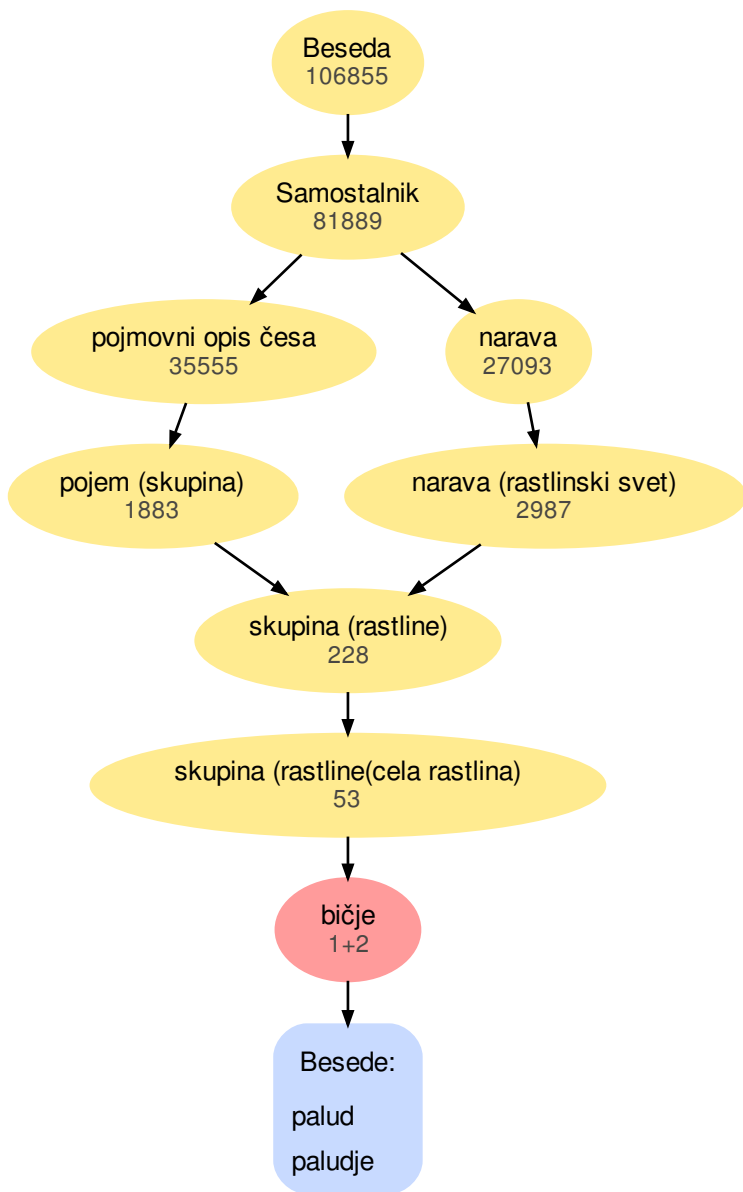 Beseda
106855
Samostalnik
81889
pojmovni opis česa
35555
narava
27093
pojem (skupina)
1883
narava (rastlinski svet)
2987
skupina (rastline)
228
skupina (rastline(cela rastlina)
53
bičje
1+2
Besede:
palud
paludje